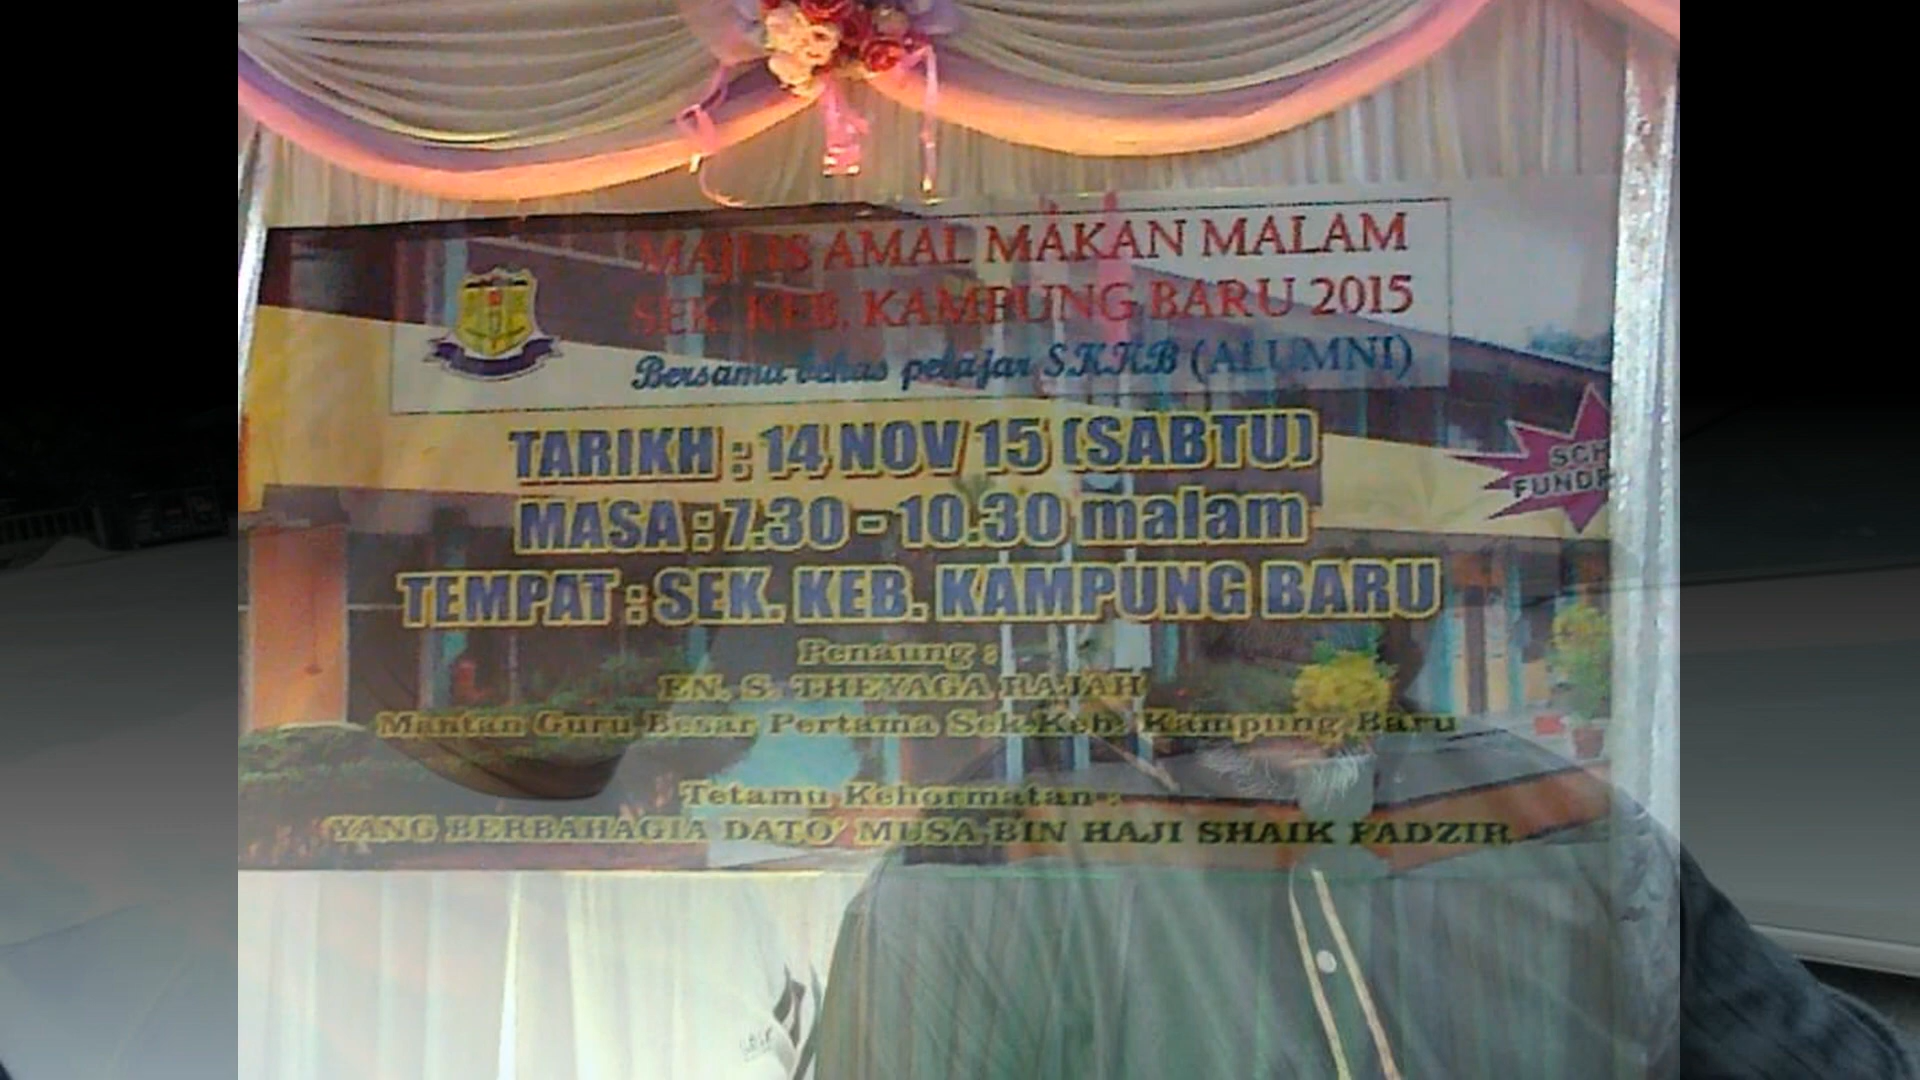 MAJLIS AMAL MAKAN MALAM
SEK. KEB. KAMPUNG BARU 2015
Bersama bekas pelajar SKKB (ALUMNI)
TARIKH : 14 NOV 15 (SABTU)
MASA : 7.30 - 10.30 malam
TEMPAT : SEK. KEB. KAMPUNG BARU
SCH
FUNDR
Penaung :
EN. S. THEYAGA RAJAH
Mantan Guru Besar Pertama Sek.Keb. Kampung Baru
Tetamu Kehormatan :
YANG BERBAHAGIA DATO' MUSA BIN HAJI SHAIK FADZIR